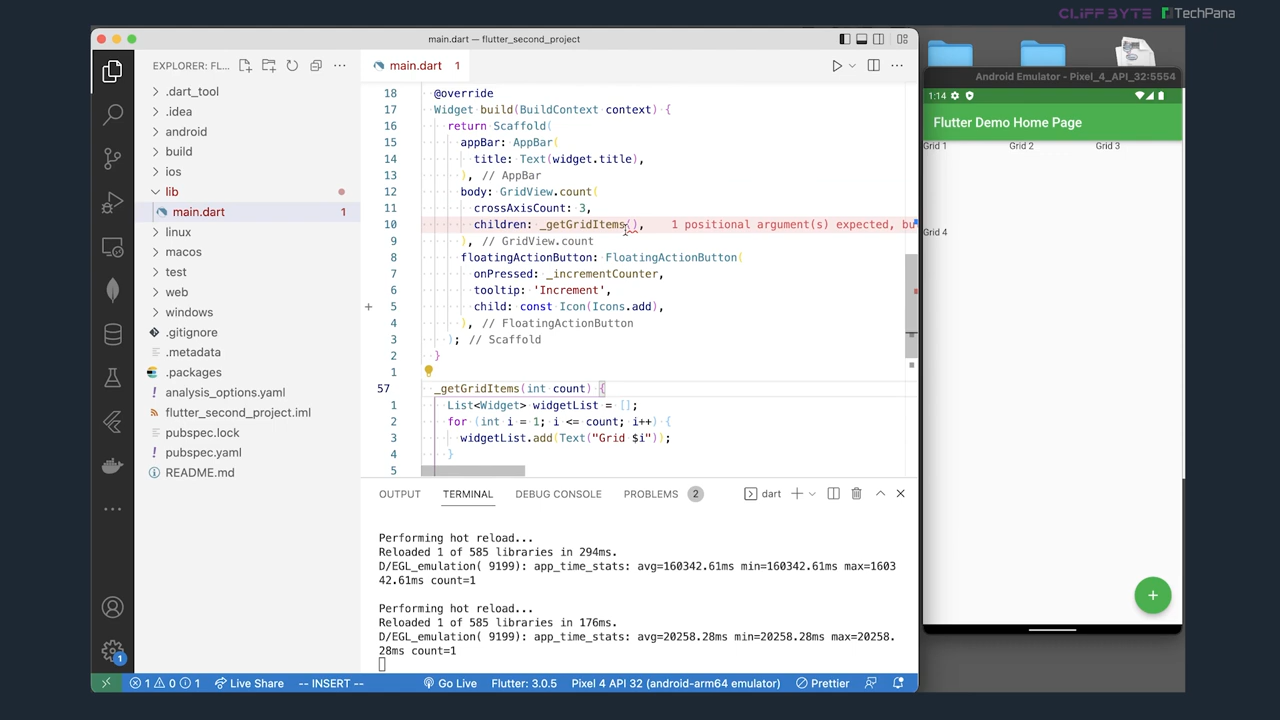 CLIFF BYTE TechPana
main.dart — flutter_second_project
EXPLORER: FL...
main.dart 1
.dart_tool
.idea
android
build
ios
lib
main.dart 1
linux
macos
test
web
windows
.gitignore
.metadata
.packages
analysis_options.yaml
flutter_second_project.iml
pubspec.lock
pubspec.yaml
README.md
18 @override
17 Widget build(BuildContext context) {
16 return Scaffold(
15 appBar: AppBar(
14 title: Text(widget.title),
13 ), // AppBar
12 body: GridView.count(
11 crossAxisCount: 3,
10 children: _getGridItems(), 1 positional argument(s) expected, bu
9 ), // GridView.count
8 floatingActionButton: FloatingActionButton(
7 onPressed: _incrementCounter,
6 tooltip: 'Increment',
5 child: const Icon(Icons.add),
4 ), // FloatingActionButton
3 ); // Scaffold
2 }
1
57 _getGridItems(int count) {
1 List<Widget> widgetList = [];
2 for (int i = 1; i <= count; i++) {
3 widgetList.add(Text("Grid $i"));
4 }
5
OUTPUT TERMINAL DEBUG CONSOLE PROBLEMS 2 dart
Performing hot reload...
Reloaded 1 of 585 libraries in 294ms.
D/EGL_emulation( 9199): app_time_stats: avg=160342.61ms min=160342.61ms max=1603
42.61ms count=1
Performing hot reload...
Reloaded 1 of 585 libraries in 176ms.
D/EGL_emulation( 9199): app_time_stats: avg=20258.28ms min=20258.28ms max=20258.
28ms count=1
1
1 0 1 Live Share -- INSERT -- Go Live Flutter: 3.0.5 Pixel 4 API 32 (android-arm64 emulator) Prettier
Android Emulator - Pixel_4_API_32:5554
1:14
Flutter Demo Home Page
Grid 1 Grid 2 Grid 3
Grid 4